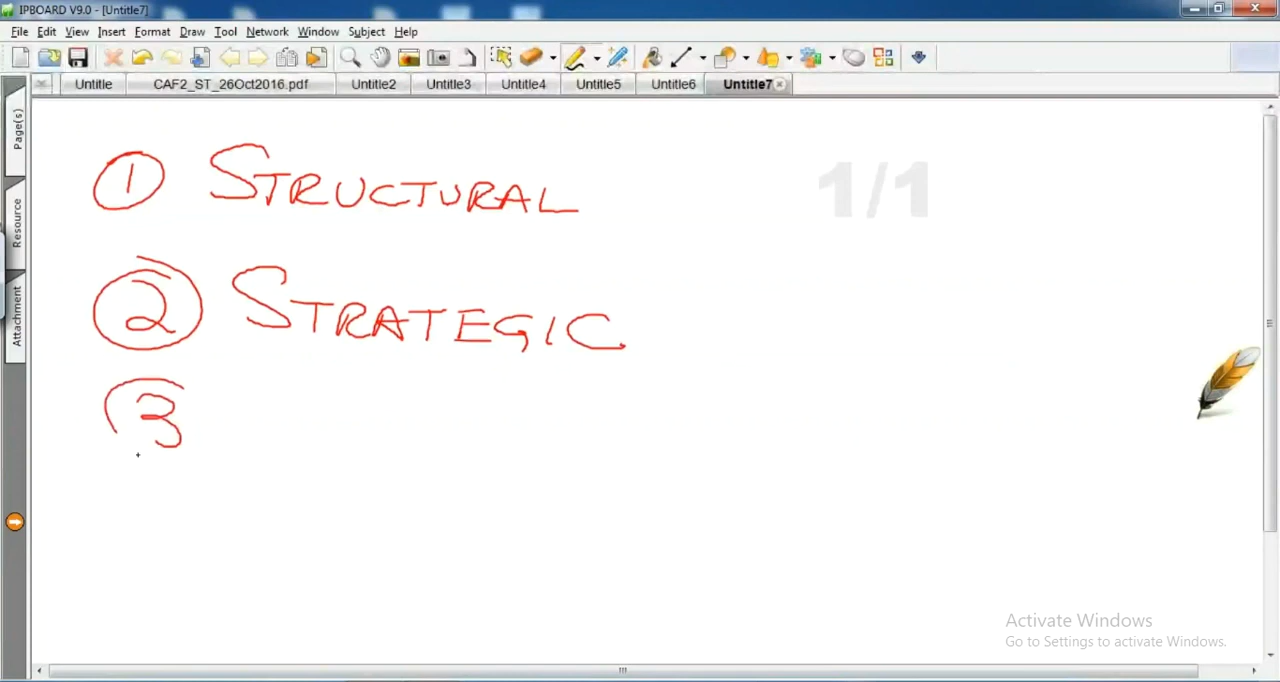 IPBOARD V9.0 - [Untitle7]
File Edit View Insert Format Draw Tool Network Window Subject Help
Untitle CAF2_ST_26Oct2016.pdf Untitle2 Untitle3 Untitle4 Untitle5 Untitle6 Untitle7
Page(s)
Resource
Attachment
1/1
1 STRUCTURAL
2 STRATEGIC
3
Activate Windows
Go to Settings to activate Windows.